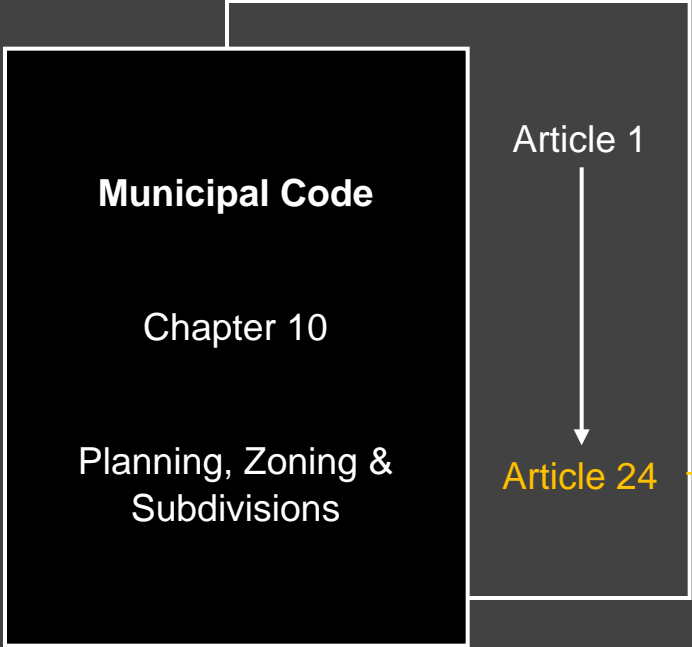 Municipal Code
Chapter 10
Planning, Zoning &
Subdivisions
Article 1
Article 24